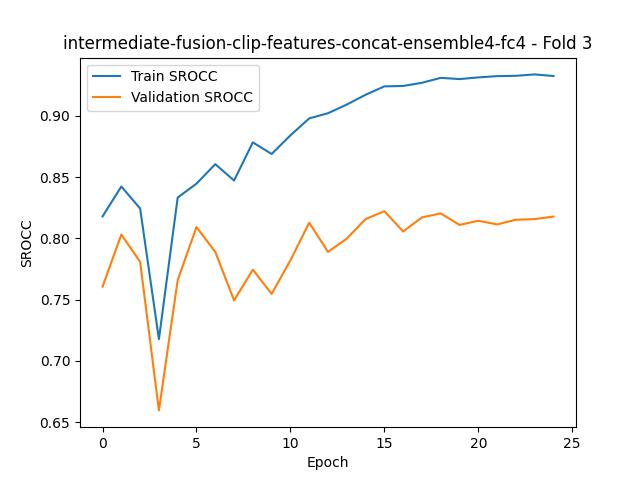 intermediate-fusion-clip-features-concat-ensemble4-fc4 - Fold 3
Train SROCC
Validation SROCC
0.90
0.85
0.80
0.75
0.70
0.65
SROCC
0 5 10 15 20 25
Epoch